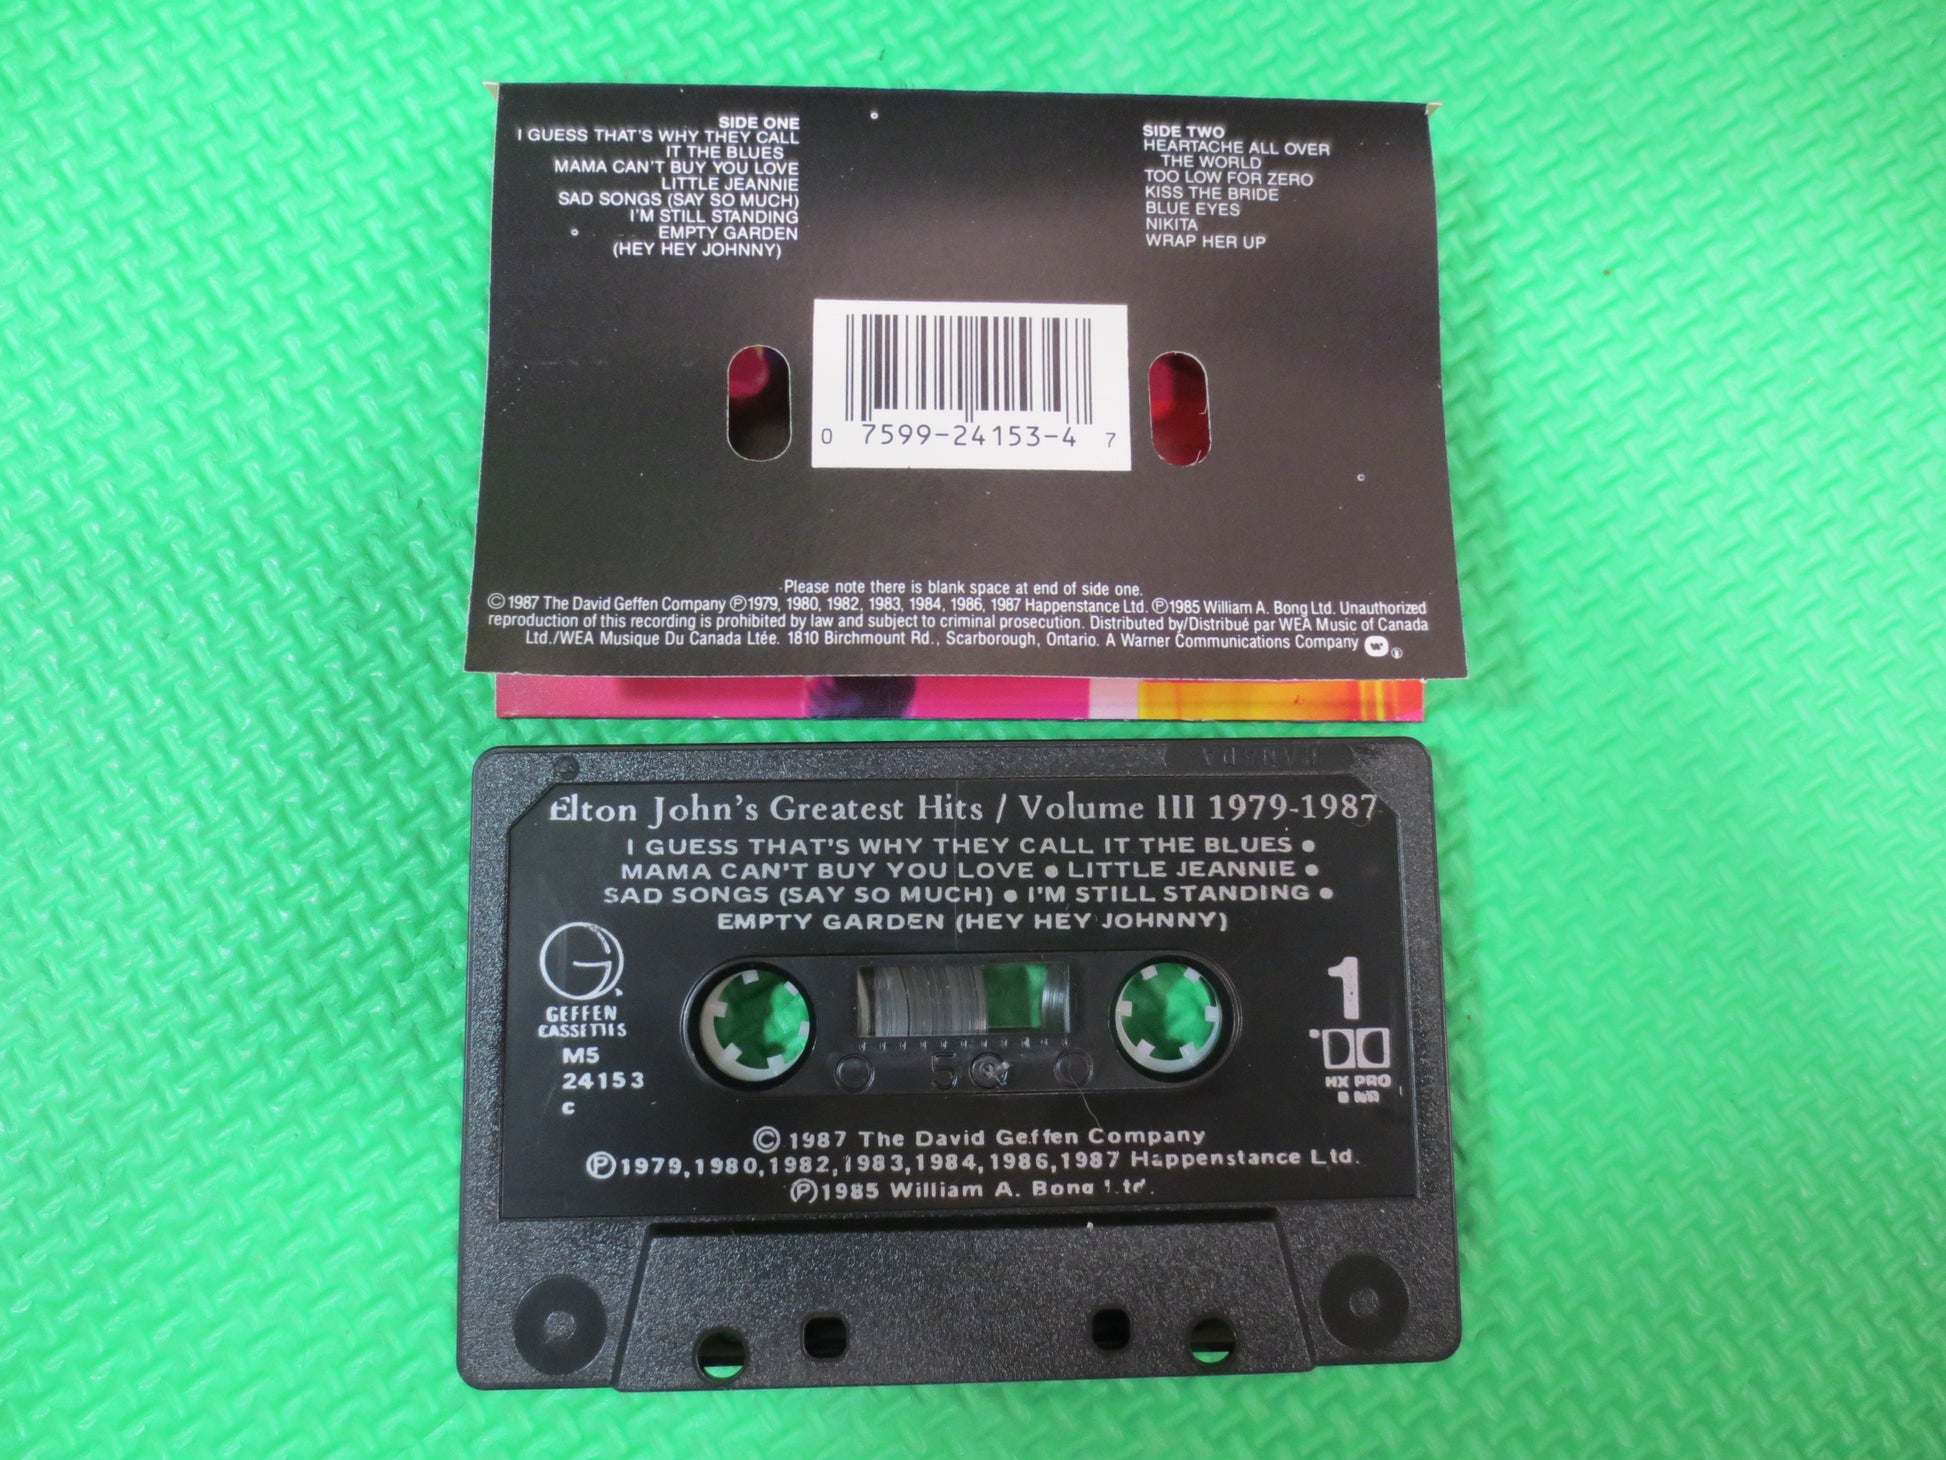 SIDE ONE
I GUESS THAT'S WHY THEY CALL
IT THE BLUES
MAMA CAN'T BUY YOU LOVE
LITTLE JEANNIE
SAD SONGS (SAY SO MUCH)
I'M STILL STANDING
EMPTY GARDEN
(HEY HEY JOHNNY)
SIDE TWO
HEARTACHE ALL OVER
THE WORLD
TOO LOW FOR ZERO
KISS THE BRIDE
BLUE EYES
NIKITA
WRAP HER UP
0 7599-24153-4 7
Please note there is blank space at end of side one.
©1987 The David Geffen Company ℗1979, 1980, 1982, 1983, 1984, 1986, 1987 Happenstance Ltd. ℗1985 William A. Bong Ltd. Unauthorized
reproduction of this recording is prohibited by law and subject to criminal prosecution. Distributed by/Distribué par WEA Music of Canada
Ltd./WEA Musique Du Canada Ltée. 1810 Birchmount Rd., Scarborough, Ontario. A Warner Communications Company
CANADA
Elton John's Greatest Hits / Volume III 1979-1987
I GUESS THAT'S WHY THEY CALL IT THE BLUES •
MAMA CAN'T BUY YOU LOVE • LITTLE JEANNIE •
SAD SONGS (SAY SO MUCH) • I'M STILL STANDING •
EMPTY GARDEN (HEY HEY JOHNNY)
G
GEFFEN
CASSETTES
M5
24153
C
50
1
HX PRO
B NR
© 1987 The David Geffen Company
℗1979,1980,1982,1983,1984,1986,1987 Happenstance Ltd.
℗1985 William A. Bong Ltd.